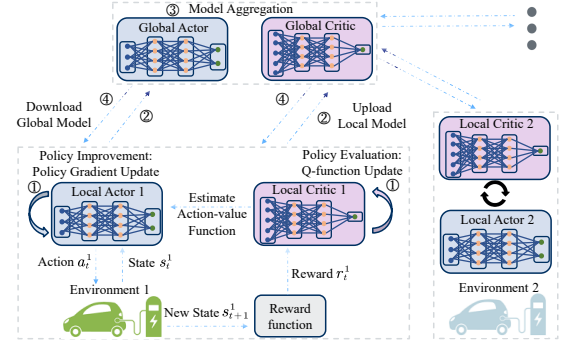 ③ Model Aggregation
Global Actor
Global Critic
Download
Global Model
④
②
④
②
Upload
Local Model
Policy Improvement:
Policy Gradient Update
①
Local Actor 1
Estimate
Action-value
Function
Policy Evaluation:
Q-function Update
①
Local Critic 1
Action a_t^1
State s_t^1
Reward r_t^1
Environment 1
New State s_{t+1}^1
Reward
function
Local Critic 2
Local Actor 2
Environment 2